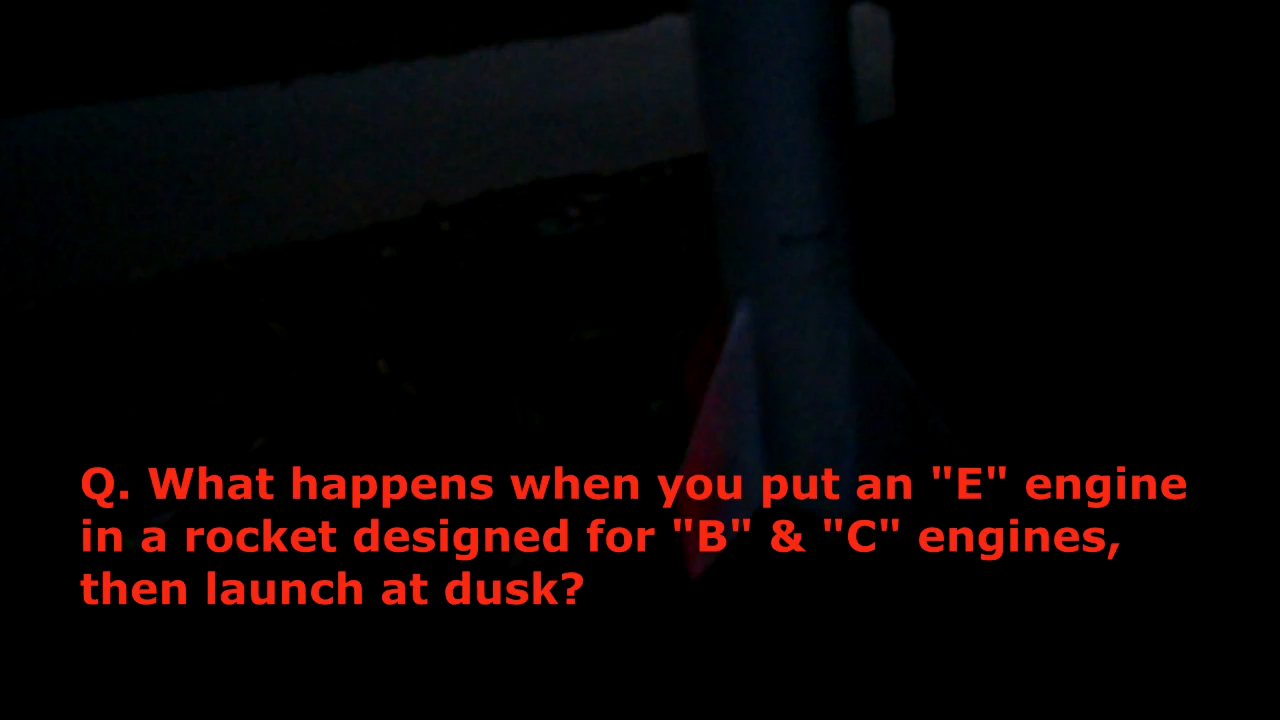 Q. What happens when you put an "E" engine
in a rocket designed for "B" & "C" engines,
then launch at dusk?